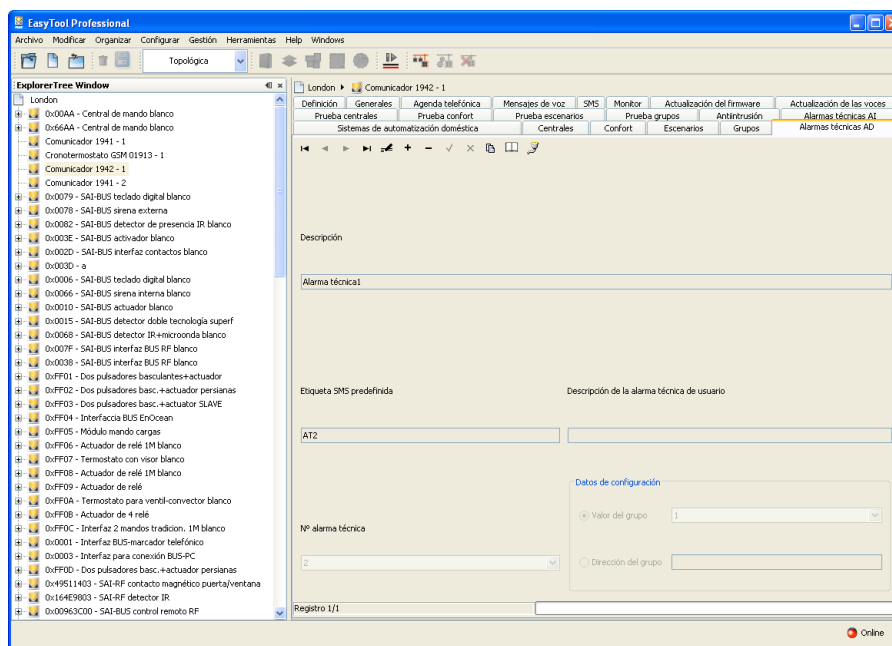 EasyTool Professional
Archivo Modificar Organizar Configurar Gestión Herramientas Help Windows
Topológica
ExplorerTree Window
London
0x00AA - Central de mando blanco
0x66AA - Central de mando blanco
Comunicador 1941 - 1
Cronotermostato GSM 01913 - 1
Comunicador 1942 - 1
Comunicador 1941 - 2
0x0079 - SAI-BUS teclado digital blanco
0x0078 - SAI-BUS sirena externa
0x0082 - SAI-BUS detector de presencia IR blanco
0x003E - SAI-BUS activador blanco
0x002D - SAI-BUS interfaz contactos blanco
0x003D - a
0x0006 - SAI-BUS teclado digital blanco
0x0066 - SAI-BUS sirena interna blanco
0x0010 - SAI-BUS actuador blanco
0x0015 - SAI-BUS detector doble tecnología superf
0x0068 - SAI-BUS detector IR+microonda blanco
0x007F - SAI-BUS interfaz BUS RF blanco
0x0038 - SAI-BUS interfaz BUS RF blanco
0xFF01 - Dos pulsadores basculantes+actuador
0xFF02 - Dos pulsadores basc.+actuador persianas
0xFF03 - Dos pulsadores basc.+actuator SLAVE
0xFF04 - Interfaccia BUS EnOcean
0xFF05 - Módulo mando cargas
0xFF06 - Actuador de relé 1M blanco
0xFF07 - Termostato con visor blanco
0xFF08 - Actuador de relé 1M blanco
0xFF09 - Actuador de relé
0xFF0A - Termostato para ventil-convector blanco
0xFF0B - Actuador de 4 relé
0xFF0C - Interfaz 2 mandos tradicion. 1M blanco
0x0001 - Interfaz BUS-marcador telefónico
0x0003 - Interfaz para conexión BUS-PC
0xFF0D - Dos pulsadores basc.+actuador persianas
0x49511403 - SAI-RF contacto magnético puerta/ventana
0x164E9803 - SAI-RF detector IR
0x00963C00 - SAI-BUS control remoto RF
London Comunicador 1942 - 1
Definición Generales Agenda telefónica Mensajes de voz SMS Monitor Actualización del firmware Actualización de las voces
Prueba centrales Prueba confort Prueba escenarios Prueba grupos Antiintrusión Alarmas técnicas AI
Sistemas de automatización doméstica Centrales Confort Escenarios Grupos Alarmas técnicas AD
Descripción
Alarma técnica1
Etiqueta SMS predefinida Descripción de la alarma técnica de usuario
AT2
Datos de configuración
Valor del grupo 1
Nº alarma técnica
2
Dirección del grupo
Registro 1/1
Online